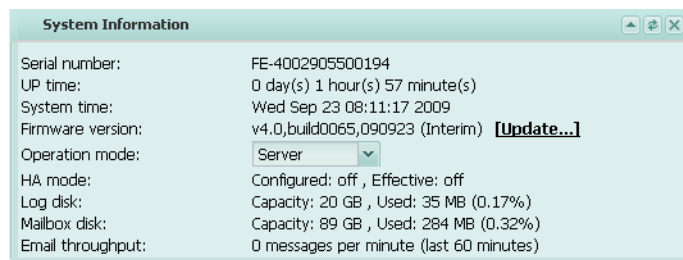 System Information
Serial number: FE-4002905500194
UP time: 0 day(s) 1 hour(s) 57 minute(s)
System time: Wed Sep 23 08:11:17 2009
Firmware version: v4.0,build0065,090923 (Interim) [Update...]
Operation mode: Server
HA mode: Configured: off , Effective: off
Log disk: Capacity: 20 GB , Used: 35 MB (0.17%)
Mailbox disk: Capacity: 89 GB , Used: 284 MB (0.32%)
Email throughput: 0 messages per minute (last 60 minutes)